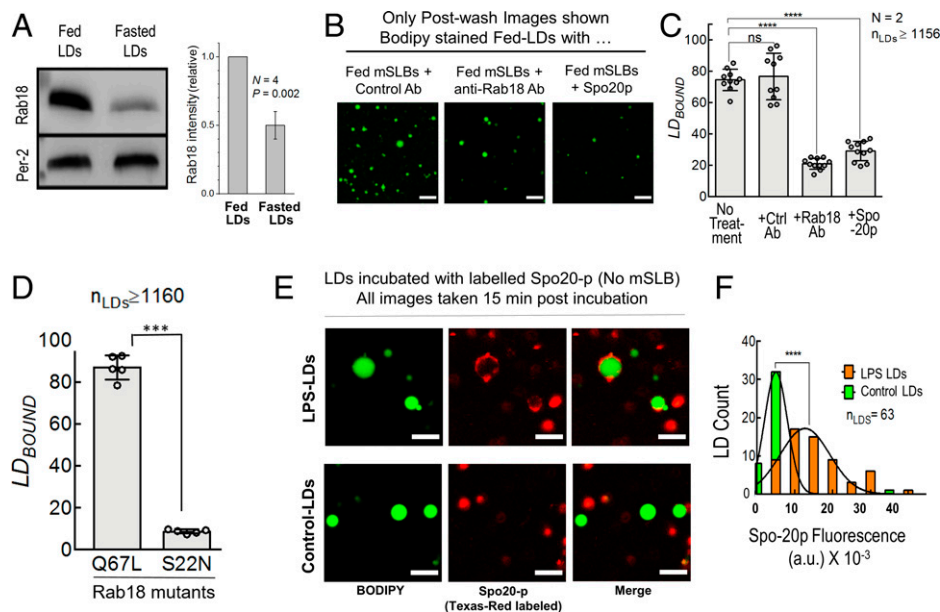 A
Fed
LDs
Fasted
LDs
Rab18
Per-2
Rab18 intensity (relative)
1.0
0.5
0.0
N = 4
P = 0.002
Fed
LDs
Fasted
LDs
B
Only Post-wash Images shown
Bodipy stained Fed-LDs with ...
Fed mSLBs +
Control Ab
Fed mSLBs +
anti-Rab18 Ab
Fed mSLBs
+ Spo20p
C
LDBOUND
100
80
60
40
20
0
ns
****
****
N = 2
nLDs ≥ 1156
No
Treat-
ment
+Ctrl
Ab
+Rab18
Ab
+Spo
-20p
D
nLDs≥1160
LDBOUND
100
80
60
40
20
0
***
Q67L
S22N
Rab18 mutants
E
LDs incubated with labelled Spo20-p (No mSLB)
All images taken 15 min post incubation
LPS-LDs
Control-LDs
BODIPY
Spo20-p
(Texas-Red labeled)
Merge
F
LD Count
40
30
20
10
0
****
LPS LDs
Control LDs
nLDS= 63
0
10
20
30
40
Spo-20p Fluorescence
(a.u.) X 10-3